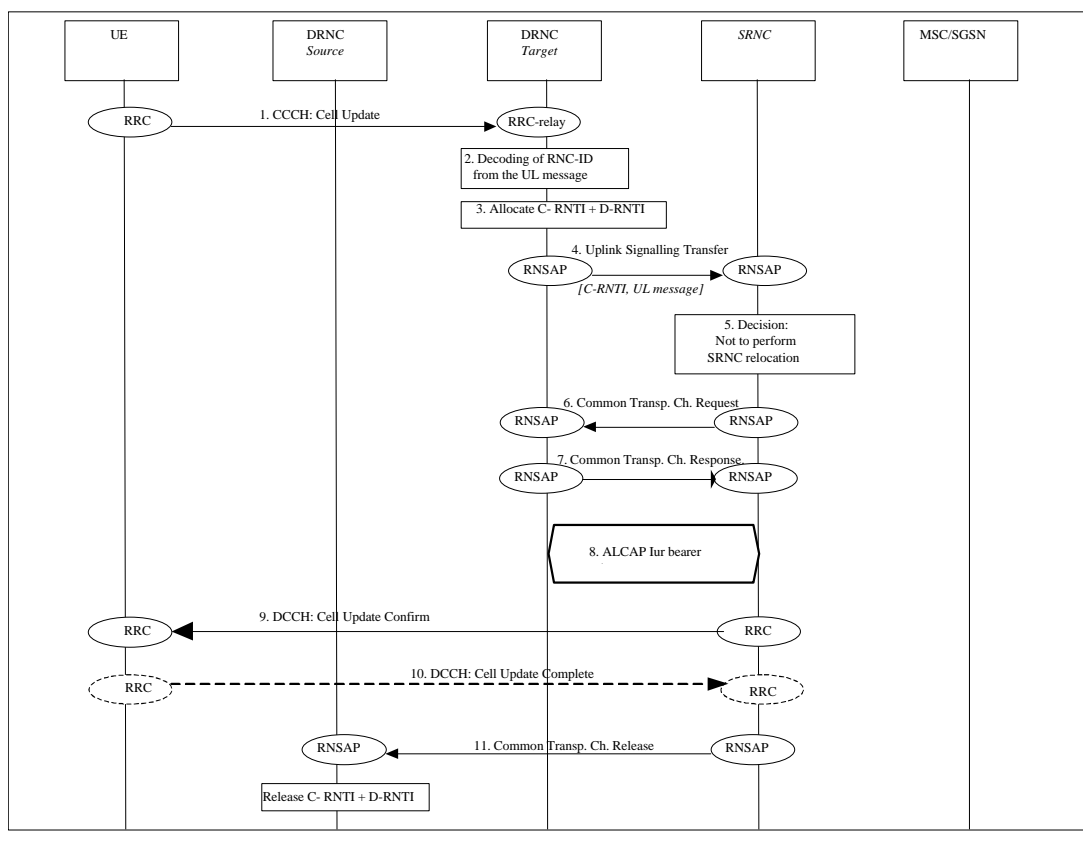 UE
DRNC
Source
DRNC
Target
SRNC
MSC/SGSN
1. CCCH: Cell Update
RRC
RRC-relay
2. Decoding of RNC-ID
from the UL message
3. Allocate C- RNTI + D-RNTI
4. Uplink Signalling Transfer
RNSAP
RNSAP
[C-RNTI, UL message]
5. Decision:
Not to perform
SRNC relocation
6. Common Transp. Ch. Request
RNSAP
RNSAP
7. Common Transp. Ch. Response.
RNSAP
RNSAP
8. ALCAP Iur bearer
9. DCCH: Cell Update Confirm
RRC
RRC
10. DCCH: Cell Update Complete
RRC
RRC
11. Common Transp. Ch. Release
RNSAP
RNSAP
Release C- RNTI + D-RNTI